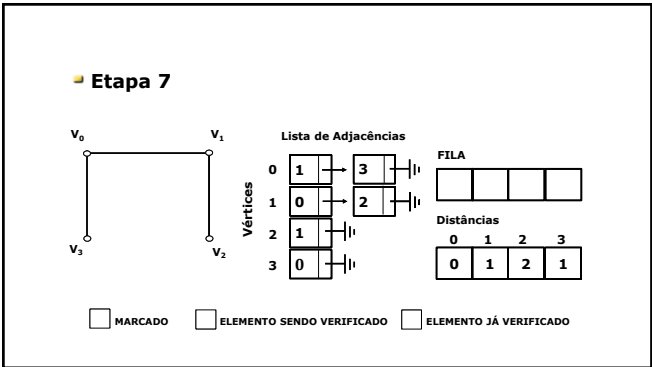 Etapa 7
V0 V1
V3 V2
Lista de Adjacências
Vértices
0 1 3
1 0 2
2 1
3 0
FILA
Distâncias
0 1 2 3
0 1 2 1
MARCADO ELEMENTO SENDO VERIFICADO ELEMENTO JÁ VERIFICADO